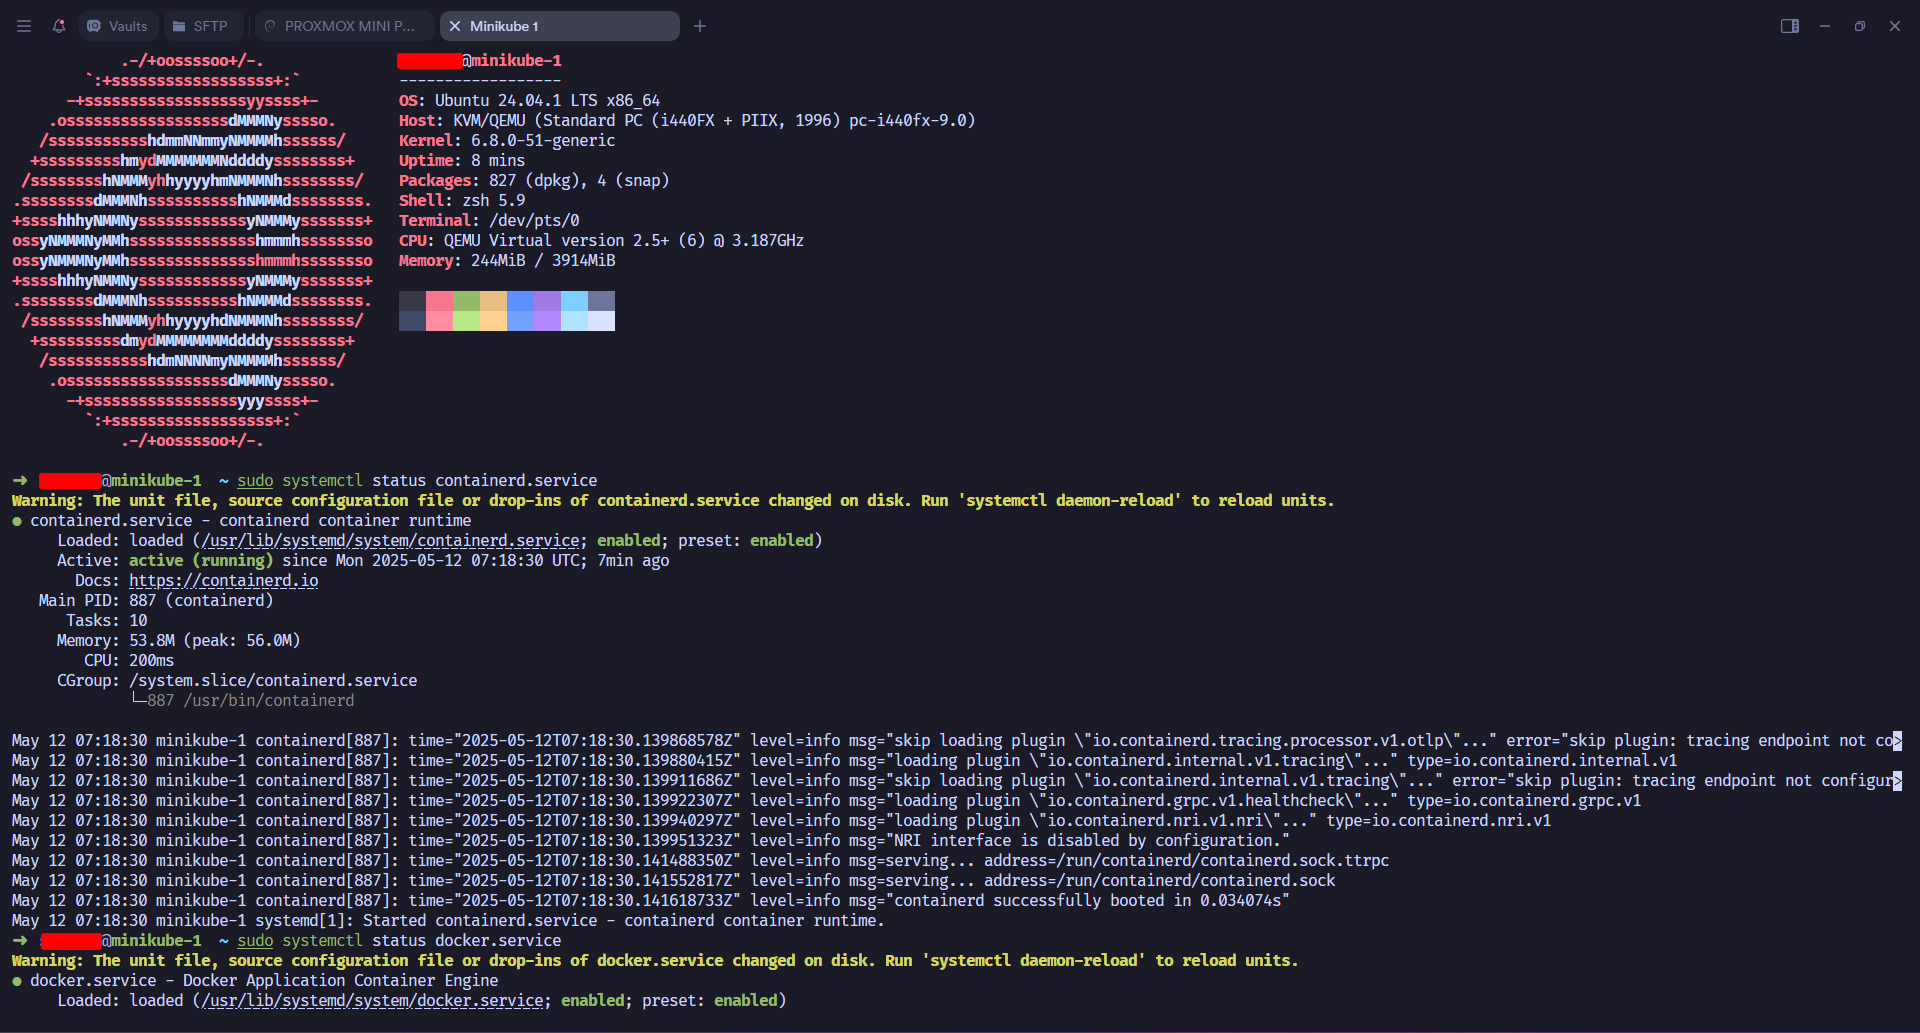 Vaults SFTP PROXMOX MINI P... Minikube 1
.-/+oossssoo+/-. @minikube-1
`:+ssssssssssssssssss+:` ------------------
-+ssssssssssssssssssyyssss+- OS: Ubuntu 24.04.1 LTS x86_64
.ossssssssssssssssssdMMMNysssso. Host: KVM/QEMU (Standard PC (i440FX + PIIX, 1996) pc-i440fx-9.0)
/ssssssssssshdmmNNmmyNMMMMhssssss/ Kernel: 6.8.0-51-generic
+ssssssssshmydMMMMMMMNddddyssssssss+ Uptime: 8 mins
/sssssssshNMMMyhhyyyyhmNMMMNhssssssss/ Packages: 827 (dpkg), 4 (snap)
.ssssssssdMMMNhsssssssssshNMMMdssssssss. Shell: zsh 5.9
+sssshhhyNMMNyssssssssssssyNMMMysssssss+ Terminal: /dev/pts/0
ossyNMMMNyMMhsssssssssssssshmmmhssssssso CPU: QEMU Virtual version 2.5+ (6) @ 3.187GHz
ossyNMMMNyMMhsssssssssssssshmmmhssssssso Memory: 244MiB / 3914MiB
+sssshhhyNMMNyssssssssssssyNMMMysssssss+
.ssssssssdMMMNhsssssssssshNMMMdssssssss.
/sssssssshNMMMyhhyyyyhdNMMMNhssssssss/
+sssssssssdmydMMMMMMMMddddyssssssss+
/ssssssssssshdmNNNNmyNMMMMhssssss/
.ossssssssssssssssssdMMMNysssso.
-+sssssssssssssssssyyyssss+-
`:+ssssssssssssssssss+:`
.-/+oossssoo+/-.
➜ @minikube-1 ~ sudo systemctl status containerd.service
Warning: The unit file, source configuration file or drop-ins of containerd.service changed on disk. Run 'systemctl daemon-reload' to reload units.
● containerd.service - containerd container runtime
Loaded: loaded (/usr/lib/systemd/system/containerd.service; enabled; preset: enabled)
Active: active (running) since Mon 2025-05-12 07:18:30 UTC; 7min ago
Docs: https://containerd.io
Main PID: 887 (containerd)
Tasks: 10
Memory: 53.8M (peak: 56.0M)
CPU: 200ms
CGroup: /system.slice/containerd.service
└─887 /usr/bin/containerd
May 12 07:18:30 minikube-1 containerd[887]: time="2025-05-12T07:18:30.139868578Z" level=info msg="skip loading plugin \"io.containerd.tracing.processor.v1.otlp\"..." error="skip plugin: tracing endpoint not co>
May 12 07:18:30 minikube-1 containerd[887]: time="2025-05-12T07:18:30.139880415Z" level=info msg="loading plugin \"io.containerd.internal.v1.tracing\"..." type=io.containerd.internal.v1
May 12 07:18:30 minikube-1 containerd[887]: time="2025-05-12T07:18:30.139911686Z" level=info msg="skip loading plugin \"io.containerd.internal.v1.tracing\"..." error="skip plugin: tracing endpoint not configur>
May 12 07:18:30 minikube-1 containerd[887]: time="2025-05-12T07:18:30.139922307Z" level=info msg="loading plugin \"io.containerd.grpc.v1.healthcheck\"..." type=io.containerd.grpc.v1
May 12 07:18:30 minikube-1 containerd[887]: time="2025-05-12T07:18:30.139940297Z" level=info msg="loading plugin \"io.containerd.nri.v1.nri\"..." type=io.containerd.nri.v1
May 12 07:18:30 minikube-1 containerd[887]: time="2025-05-12T07:18:30.139951323Z" level=info msg="NRI interface is disabled by configuration."
May 12 07:18:30 minikube-1 containerd[887]: time="2025-05-12T07:18:30.141488350Z" level=info msg=serving... address=/run/containerd/containerd.sock.ttrpc
May 12 07:18:30 minikube-1 containerd[887]: time="2025-05-12T07:18:30.141552817Z" level=info msg=serving... address=/run/containerd/containerd.sock
May 12 07:18:30 minikube-1 containerd[887]: time="2025-05-12T07:18:30.141618733Z" level=info msg="containerd successfully booted in 0.034074s"
May 12 07:18:30 minikube-1 systemd[1]: Started containerd.service - containerd container runtime.
➜ @minikube-1 ~ sudo systemctl status docker.service
Warning: The unit file, source configuration file or drop-ins of docker.service changed on disk. Run 'systemctl daemon-reload' to reload units.
● docker.service - Docker Application Container Engine
Loaded: loaded (/usr/lib/systemd/system/docker.service; enabled; preset: enabled)